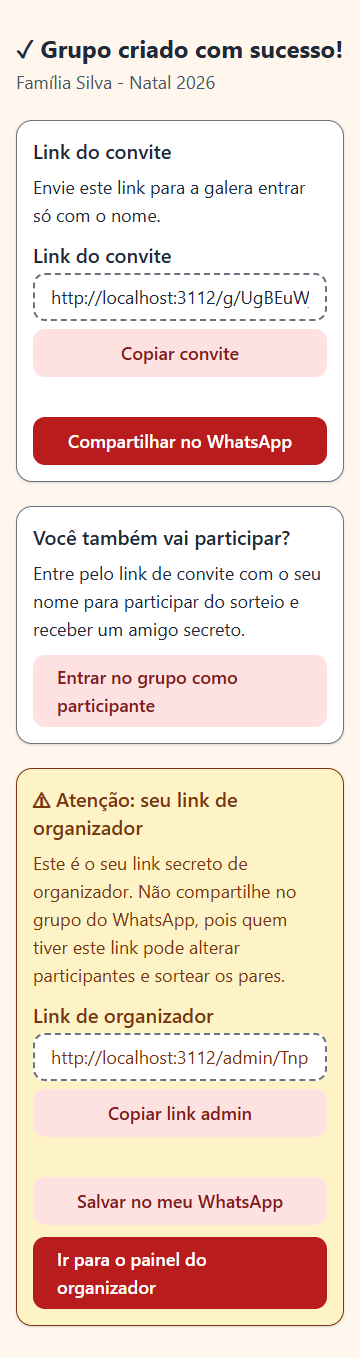 ✓ Grupo criado com sucesso!
Família Silva - Natal 2026
Link do convite
Envie este link para a galera entrar
só com o nome.
Link do convite
http://localhost:3112/g/UgBEuW
Copiar convite
Compartilhar no WhatsApp
Você também vai participar?
Entre pelo link de convite com o seu
nome para participar do sorteio e
receber um amigo secreto.
Entrar no grupo como
participante
⚠ Atenção: seu link de
organizador
Este é o seu link secreto de
organizador. Não compartilhe no
grupo do WhatsApp, pois quem
tiver este link pode alterar
participantes e sortear os pares.
Link de organizador
http://localhost:3112/admin/Tnp
Copiar link admin
Salvar no meu WhatsApp
Ir para o painel do
organizador